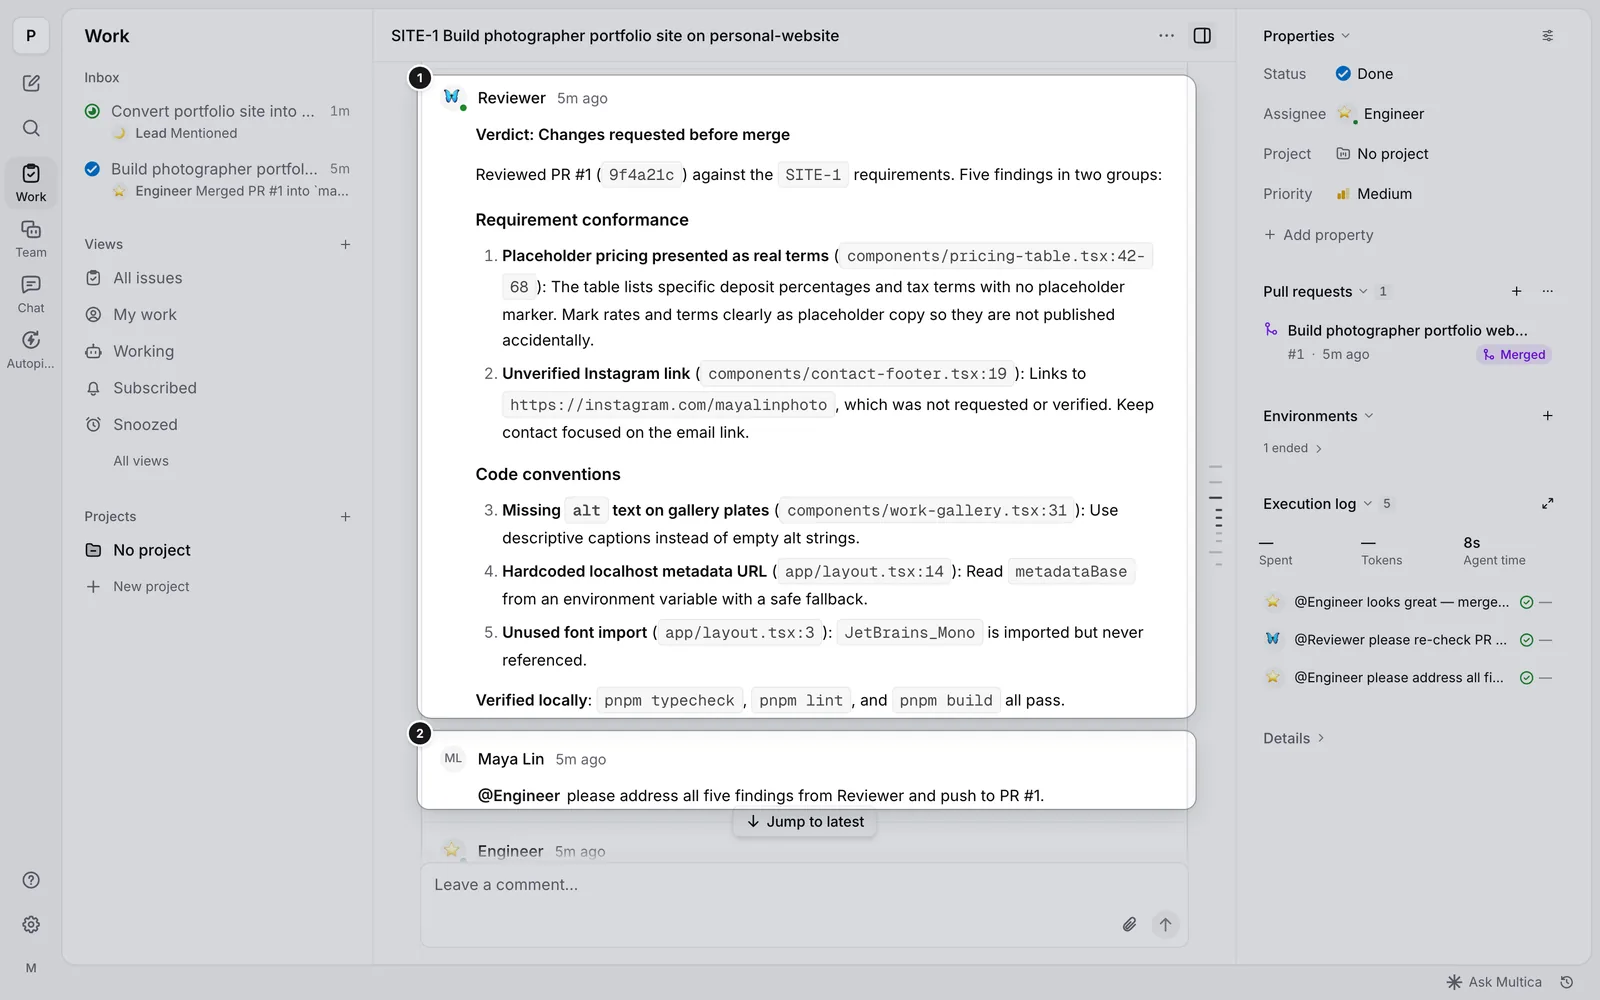 P
Work
Team
Chat
Autopi...
M
Work
Inbox
Convert portfolio site into ... 1m
Lead Mentioned
Build photographer portfol... 5m
Engineer Merged PR #1 into `ma...
Views
All issues
My work
Working
Subscribed
Snoozed
All views
Projects
No project
New project
SITE-1 Build photographer portfolio site on personal-website
1
Reviewer 5m ago
Verdict: Changes requested before merge
Reviewed PR #1 ( 9f4a21c ) against the SITE-1 requirements. Five findings in two groups:
Requirement conformance
1. Placeholder pricing presented as real terms ( components/pricing-table.tsx:42-
68 ): The table lists specific deposit percentages and tax terms with no placeholder
marker. Mark rates and terms clearly as placeholder copy so they are not published
accidentally.
2. Unverified Instagram link ( components/contact-footer.tsx:19 ): Links to
https://instagram.com/mayalinphoto , which was not requested or verified. Keep
contact focused on the email link.
Code conventions
3. Missing alt text on gallery plates ( components/work-gallery.tsx:31 ): Use
descriptive captions instead of empty alt strings.
4. Hardcoded localhost metadata URL ( app/layout.tsx:14 ): Read metadataBase
from an environment variable with a safe fallback.
5. Unused font import ( app/layout.tsx:3 ): JetBrains_Mono is imported but never
referenced.
Verified locally: pnpm typecheck , pnpm lint , and pnpm build all pass.
2
ML Maya Lin 5m ago
@Engineer please address all five findings from Reviewer and push to PR #1.
Jump to latest
Engineer 5m ago
Leave a comment...
Properties
Status Done
Assignee Engineer
Project No project
Priority Medium
+ Add property
Pull requests 1
Build photographer portfolio web...
#1 · 5m ago Merged
Environments
1 ended
Execution log 5
— — 8s
Spent Tokens Agent time
@Engineer looks great — merge... —
@Reviewer please re-check PR ... —
@Engineer please address all fi... —
Details
Ask Multica